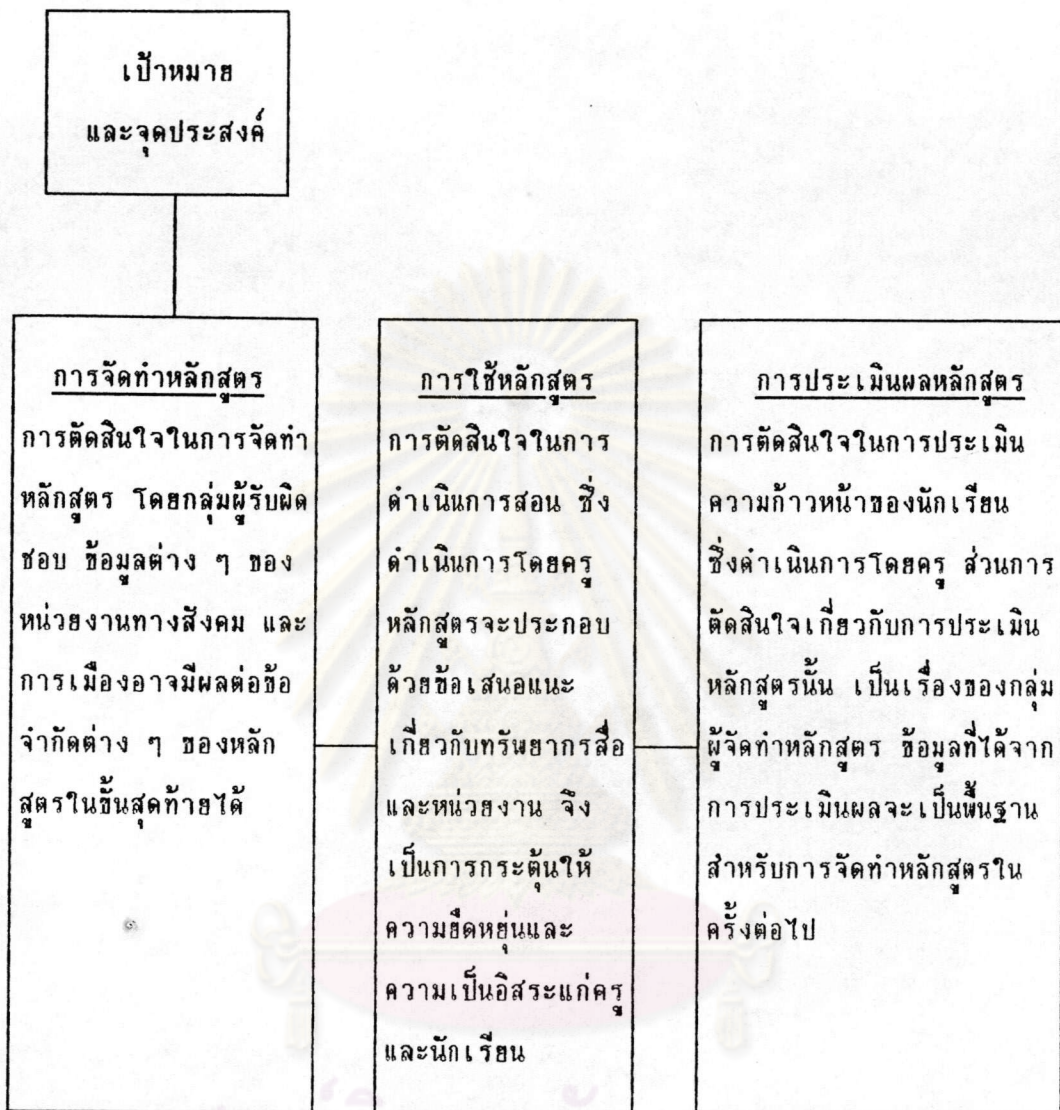 เป้าหมาย
และจุดประสงค์
การจัดทำหลักสูตร
การตัดสินใจในการจัดทำ
หลักสูตร โดยกลุ่มผู้รับผิด
ชอบ ข้อมูลต่าง ๆ ของ
หน่วยงานทางสังคม และ
การเมืองอาจมีผลต่อข้อ
จำกัดต่าง ๆ ของหลัก
สูตรในขั้นสุดท้ายได้
การใช้หลักสูตร
การตัดสินใจในการ
ดำเนินการสอน ซึ่ง
ดำเนินการโดยครู
หลักสูตรจะประกอบ
ด้วยข้อเสนอแนะ
เกี่ยวกับทรัพยากรสื่อ
และหน่วยงาน จึง
เป็นการกระตุ้นให้
ความยืดหยุ่นและ
ความเป็นอิสระแก่ครู
และนักเรียน
การประเมินผลหลักสูตร
การตัดสินใจในการประเมิน
ความก้าวหน้าของนักเรียน
ซึ่งดำเนินการโดยครู ส่วนการ
ตัดสินใจเกี่ยวกับการประเมิน
หลักสูตรนั้น เป็นเรื่องของกลุ่ม
ผู้จัดทำหลักสูตร ข้อมูลที่ได้จาก
การประเมินผลจะเป็นพื้นฐาน
สำหรับการจัดทำหลักสูตรใน
ครั้งต่อไป